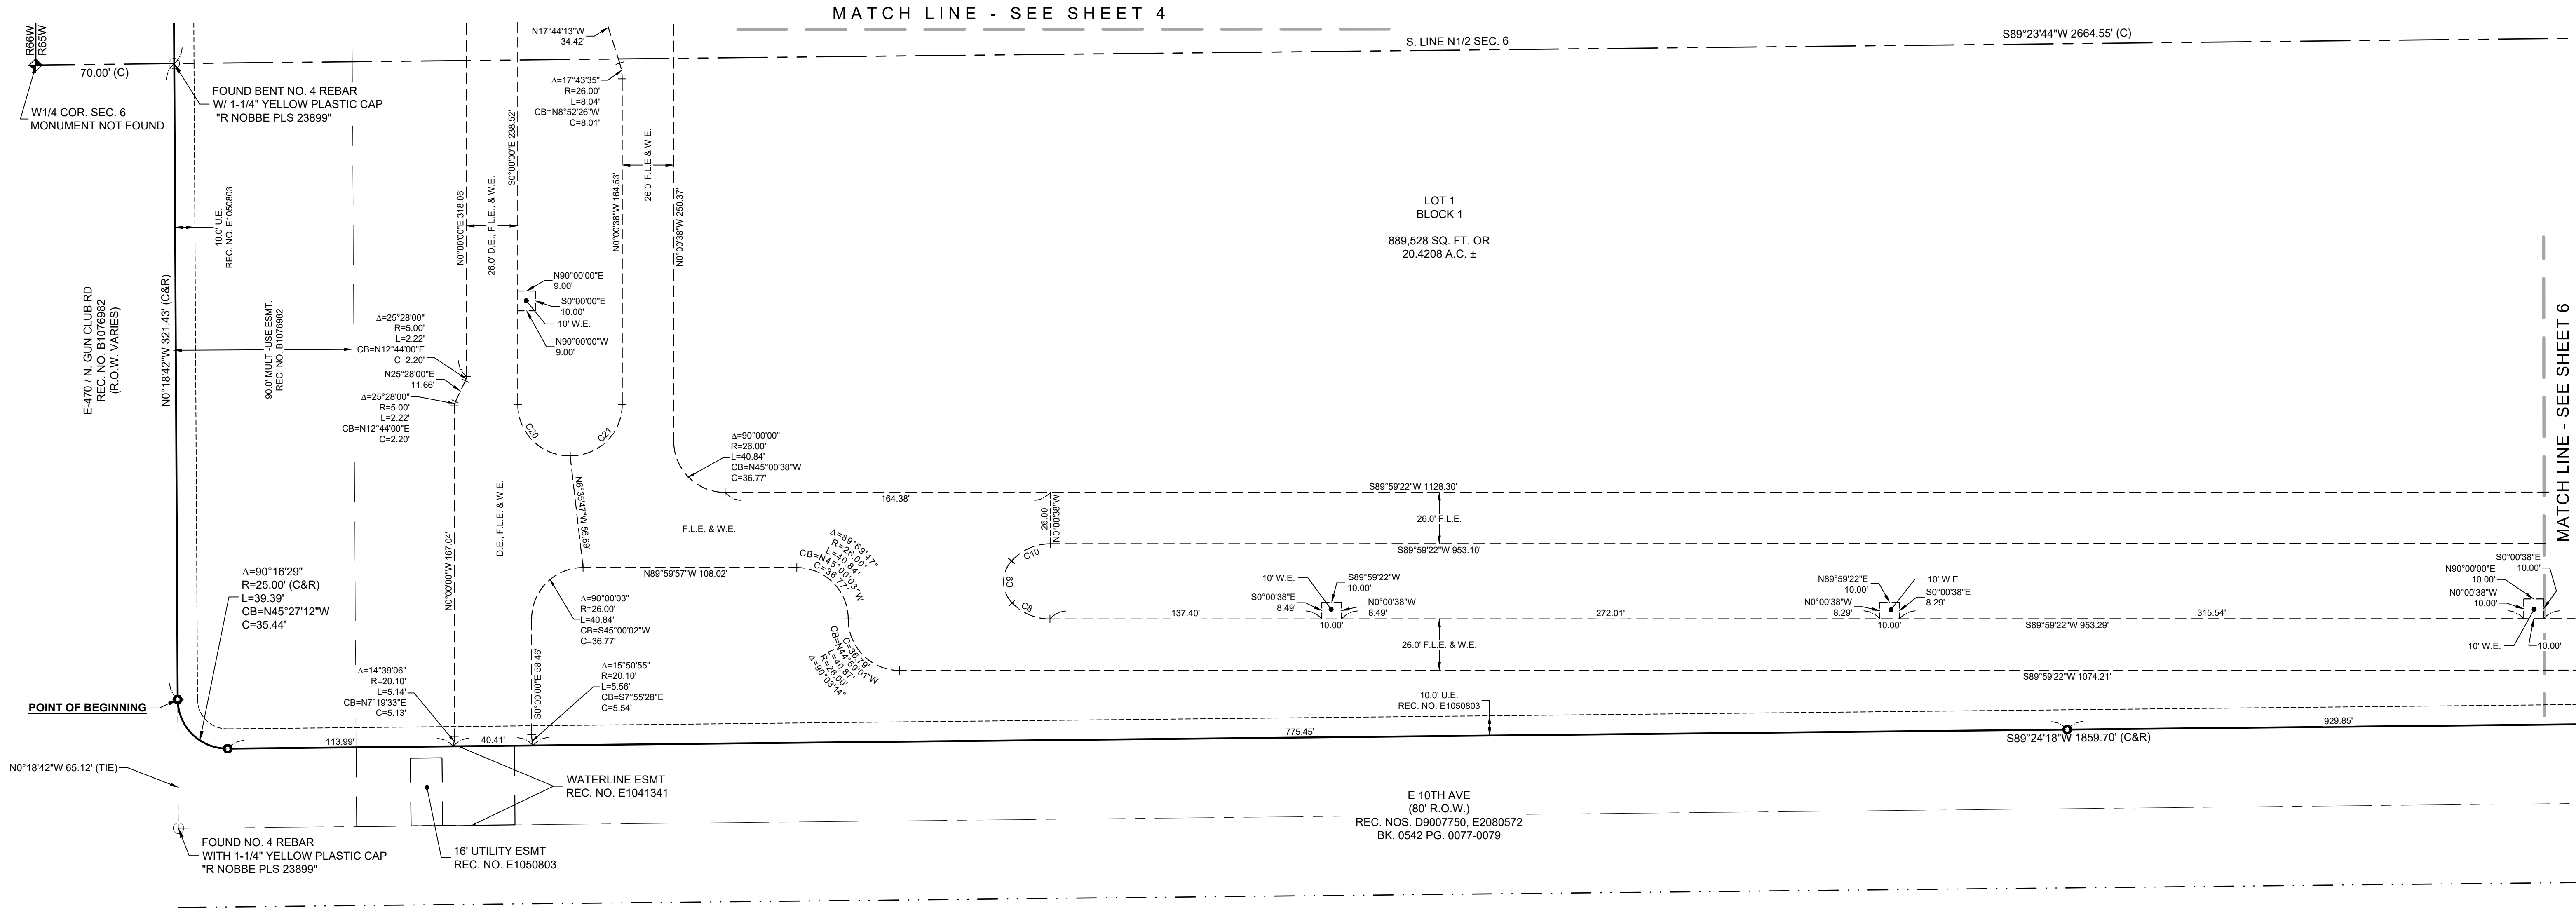 MATCH LINE - SEE SHEET 4
R66W
R65W
70.00' (C)
W1/4 COR. SEC. 6
MONUMENT NOT FOUND
FOUND BENT NO. 4 REBAR
W/ 1-1/4" YELLOW PLASTIC CAP
"R NOBBE PLS 23899"
N17°44'13"W
34.42'
S. LINE N1/2 SEC. 6
S89°23'44"W 2664.55' (C)
Δ=17°43'35"
R=26.00'
L=8.04'
CB=N8°52'26"W
C=8.01'
10.0' U.E.
REC. NO. E1050803
N0°00'00"E 318.06'
26.0' D.E., F.L.E., & W.E.
S0°00'00"E 238.52'
N0°00'38"W 164.53'
26.0' F.L.E & W.E.
N0°00'38"W 250.37'
LOT 1
BLOCK 1
889,528 SQ. FT. OR
20.4208 A.C. ±
E-470 / N. GUN CLUB RD
REC. NO. B1076982
(R.O.W. VARIES)
N0°18'42"W 321.43' (C&R)
90.0' MULTI-USE ESMT.
REC. NO. B1076982
N90°00'00"E
9.00'
S0°00'00"E
10.00'
10' W.E.
N90°00'00"W
9.00'
Δ=25°28'00"
R=5.00'
L=2.22'
CB=N12°44'00"E
C=2.20'
N25°28'00"E
11.66'
Δ=25°28'00"
R=5.00'
L=2.22'
CB=N12°44'00"E
C=2.20'
C20
C21
Δ=90°00'00"
R=26.00'
L=40.84'
CB=N45°00'38"W
C=36.77'
MATCH LINE - SEE SHEET 6
N6°35'47"W 56.89'
D.E., F.L.E. & W.E.
F.L.E. & W.E.
164.38'
S89°59'22"W 1128.30'
26.00'
N0°00'38"W
26.0' F.L.E.
S89°59'22"W 953.10'
C10
C9
C8
N0°00'00"W 167.04'
N89°59'57"W 108.02'
Δ=89°59'47"
R=26.00'
L=40.84'
CB=N45°00'03"W
C=36.77'
Δ=90°16'29"
R=25.00' (C&R)
L=39.39'
CB=N45°27'12"W
C=35.44'
Δ=90°00'03"
R=26.00'
L=40.84'
CB=S45°00'02"W
C=36.77'
C=36.79'
CB=N44°59'01"W
L=40.87'
R=26.00'
Δ=90°03'14"
137.40'
10' W.E.
S89°59'22"W
10.00'
S0°00'38"E
8.49'
N0°00'38"W
8.49'
10.00'
272.01'
N89°59'22"E
10.00'
10' W.E.
N0°00'38"W
8.29'
S0°00'38"E
8.29'
10.00'
S89°59'22"W 953.29'
315.54'
S0°00'38"E
10.00'
N90°00'00"E
10.00'
N0°00'38"W
10.00'
10' W.E.
10.00'
26.0' F.L.E. & W.E.
S89°59'22"W 1074.21'
S0°00'00"E 58.46'
Δ=14°39'06"
R=20.10'
L=5.14'
CB=N7°19'33"E
C=5.13'
Δ=15°50'55"
R=20.10'
L=5.56'
CB=S7°55'28"E
C=5.54'
10.0' U.E.
REC. NO. E1050803
POINT OF BEGINNING
113.99'
40.41'
775.45'
S89°24'18"W 1859.70' (C&R)
929.85'
N0°18'42"W 65.12' (TIE)
WATERLINE ESMT
REC. NO. E1041341
E 10TH AVE
(80' R.O.W.)
REC. NOS. D9007750, E2080572
BK. 0542 PG. 0077-0079
FOUND NO. 4 REBAR
WITH 1-1/4" YELLOW PLASTIC CAP
"R NOBBE PLS 23899"
16' UTILITY ESMT
REC. NO. E1050803